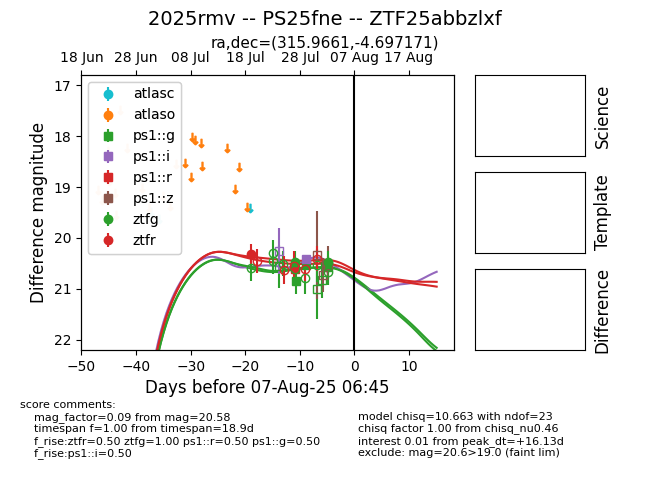 2025rmv -- PS25fne -- ZTF25abbzlxf
ra,dec=(315.9661,-4.697171)
18 Jun 28 Jun 08 Jul 18 Jul 28 Jul 07 Aug 17 Aug
17
18
19
20
21
22
Difference magnitude
atlasc
atlaso
ps1::g
ps1::i
ps1::r
ps1::z
ztfg
ztfr
−50 −40 −30 −20 −10 0 10
Days before 07-Aug-25 06:45
Science
Template
Difference
score comments:
mag_factor=0.09 from mag=20.58
timespan f=1.00 from timespan=18.9d
f_rise:ztfr=0.50 ztfg=1.00 ps1::r=0.50 ps1::g=0.50
f_rise:ps1::i=0.50
model chisq=10.663 with ndof=23
chisq factor 1.00 from chisq_nu0.46
interest 0.01 from peak_dt=+16.13d
exclude: mag=20.6>19.0 (faint lim)